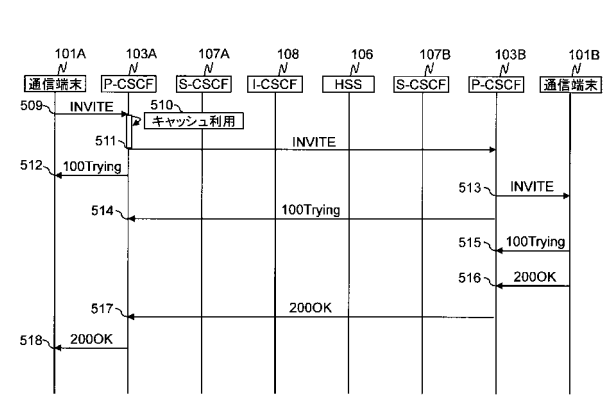 101A 103A 107A 108 106 107B 103B 101B
通信端末 P-CSCF S-CSCF I-CSCF HSS S-CSCF P-CSCF 通信端末
509 INVITE 510
キャッシュ利用
511 INVITE
512 100Trying
513 INVITE
514 100Trying
515 100Trying
516 200OK
517 200OK
518 200OK